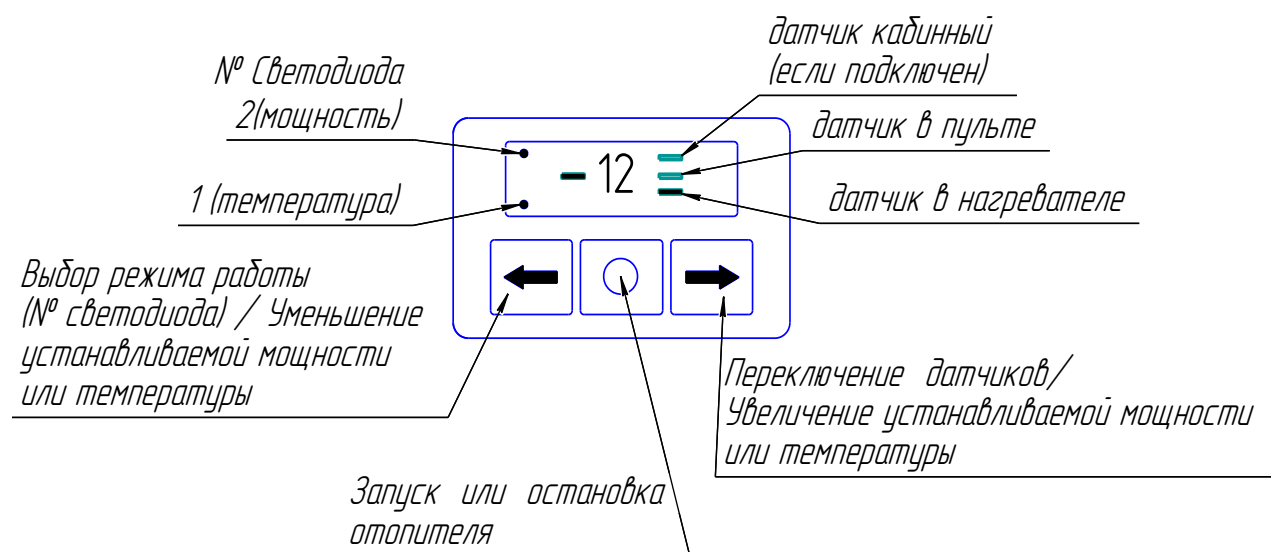 № Светодиода
2(мощность)
1 (температура)
Выбор режима работы
(№ светодиода) / Уменьшение
устанавливаемой мощности
или температуры
-12
датчик кабинный
(если подключен)
датчик в пульте
датчик в нагревателе
Переключение датчиков/
Увеличение устанавливаемой мощности
или температуры
Запуск или остановка
отопителя